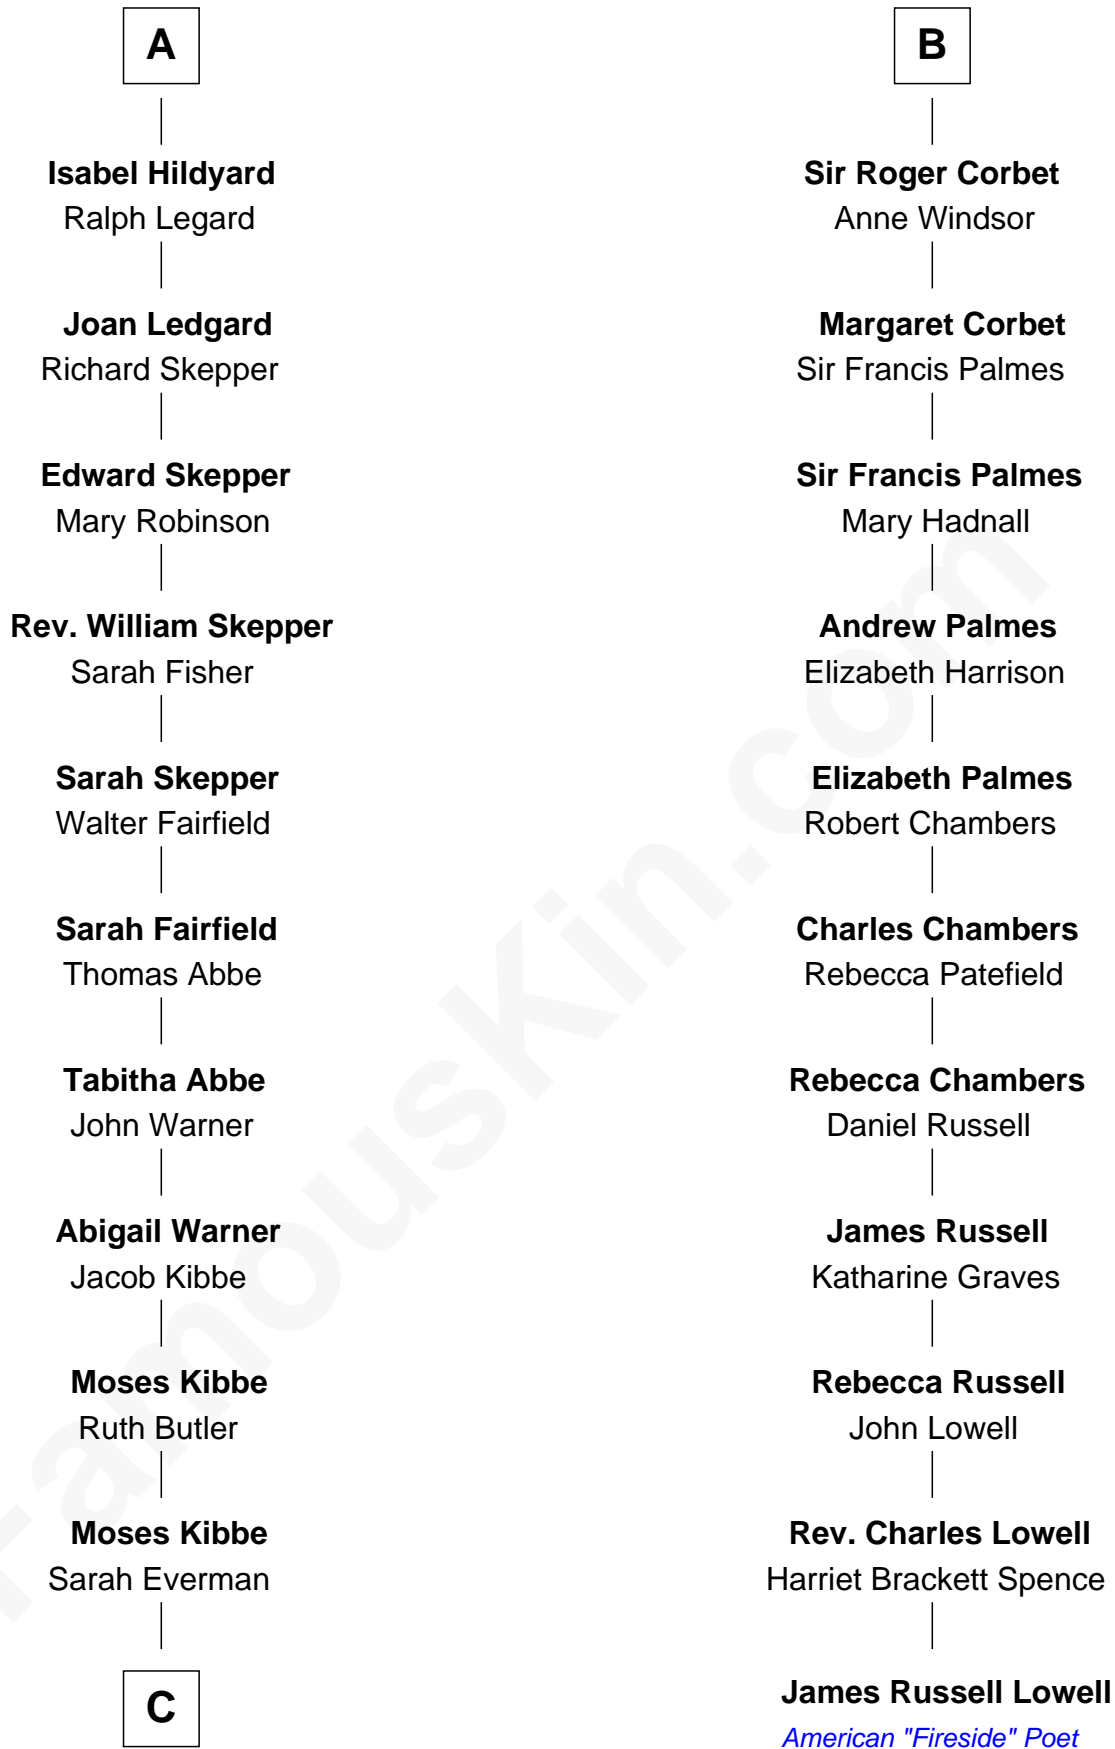 A
Isabel Hildyard
Ralph Legard
Joan Ledgard
Richard Skepper
Edward Skepper
Mary Robinson
Rev. William Skepper
Sarah Fisher
Sarah Skepper
Walter Fairfield
Sarah Fairfield
Thomas Abbe
Tabitha Abbe
John Warner
Abigail Warner
Jacob Kibbe
Moses Kibbe
Ruth Butler
Moses Kibbe
Sarah Everman
C
B
Sir Roger Corbet
Anne Windsor
Margaret Corbet
Sir Francis Palmes
Sir Francis Palmes
Mary Hadnall
Andrew Palmes
Elizabeth Harrison
Elizabeth Palmes
Robert Chambers
Charles Chambers
Rebecca Patefield
Rebecca Chambers
Daniel Russell
James Russell
Katharine Graves
Rebecca Russell
John Lowell
Rev. Charles Lowell
Harriet Brackett Spence
James Russell Lowell
American "Fireside" Poet
FamousKin.com